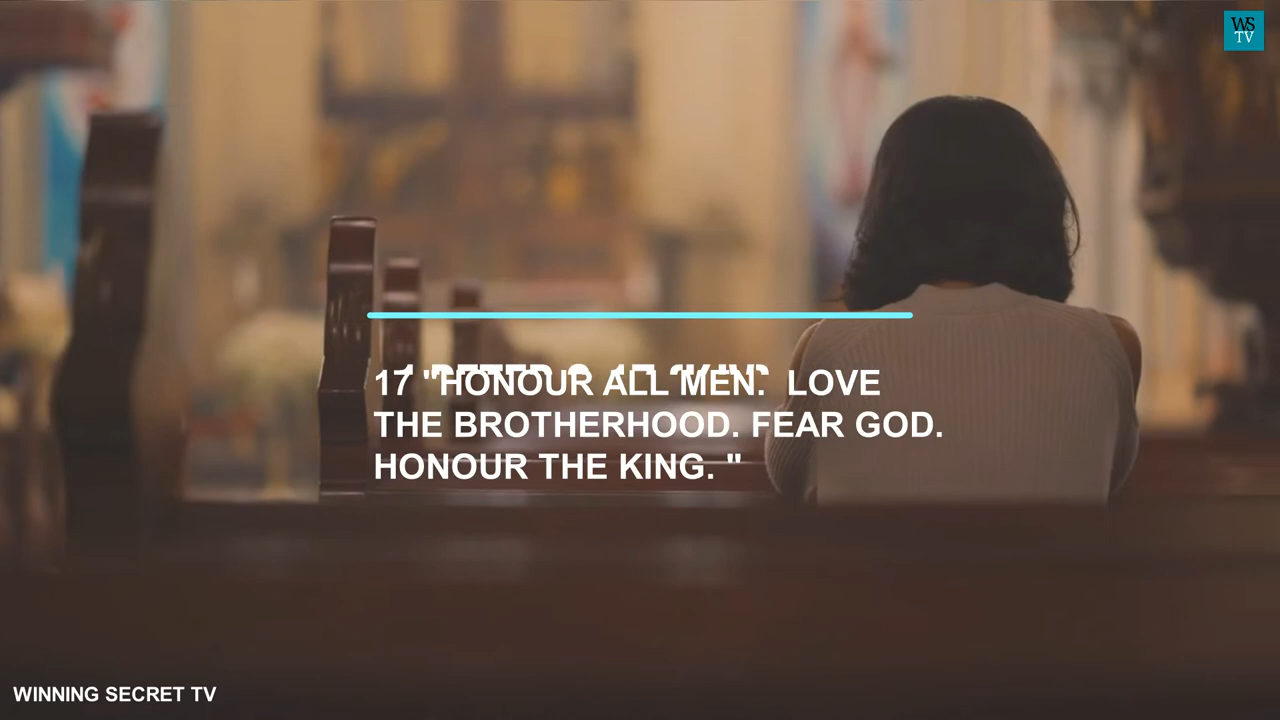 WS
TV
17 "HONOUR ALL MEN.  LOVE
THE BROTHERHOOD. FEAR GOD.
HONOUR THE KING. "
WINNING SECRET TV